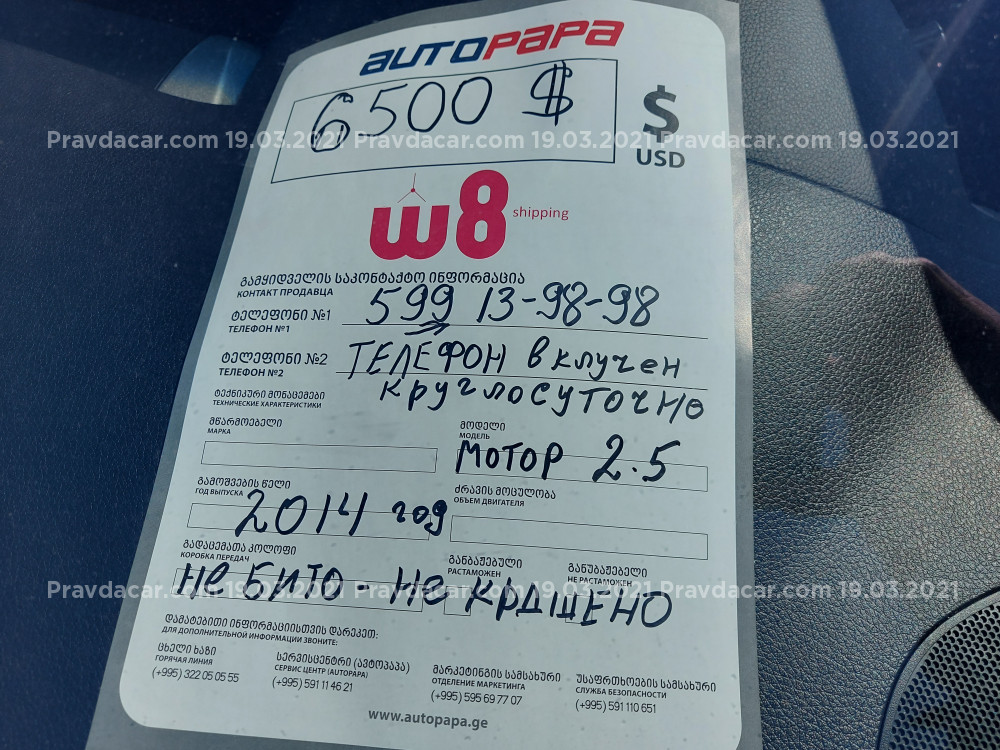 AUTOPAPA
6500 $
$
USD
Pravdacar.com 19.03.2021 Pravdacar.com 19.03.2021 Pravdacar.com 19.03.2021
w8 shipping
გამყიდველის საკონტაქტო ინფორმაცია
КОНТАКТ ПРОДАВЦА
ტელეფონი №1
ТЕЛЕФОН №1
599 13-98-98
ტელეფონი №2
ТЕЛЕФОН №2
ТЕЛЕФОН включен
круглосуточно
ტექნიკური მონაცემები
ТЕХНИЧЕСКИЕ ХАРАКТЕРИСТИКИ
მწარმოებელი
МАРКА
მოდელი
МОДЕЛЬ
МОТОР 2.5
გამოშვების წელი
ГОД ВЫПУСКА
2014 год
ძრავის მოცულობა
ОБЪЕМ ДВИГАТЕЛЯ
გადაცემათა კოლოფი
КОРОБКА ПЕРЕДАЧ
განბაჟებული
РАСТАМОЖЕН
განუბაჟებელი
НЕ РАСТАМОЖЕН
Не БИТО - Не КРАШЕНО
Pravdacar.com 19.03.2021 Pravdacar.com 19.03.2021 Pravdacar.com 19.03.2021
დამატებითი ინფორმაციისთვის დარეკეთ:
ДЛЯ ДОПОЛНИТЕЛЬНОЙ ИНФОРМАЦИИ ЗВОНИТЕ:
ცხელი ხაზი
ГОРЯЧАЯ ЛИНИЯ
(+995) 322 05 05 55
სერვისცენტრი (ავტოპაპა)
СЕРВИС ЦЕНТР (AUTOPAPA)
(+995) 591 11 46 21
მარკეტინგის სამსახური
ОТДЕЛЕНИЕ МАРКЕТИНГА
(+995) 595 69 77 07
უსაფრთხოების სამსახური
СЛУЖБА БЕЗОПАСНОСТИ
(+995) 591 110 651
www.autopapa.ge